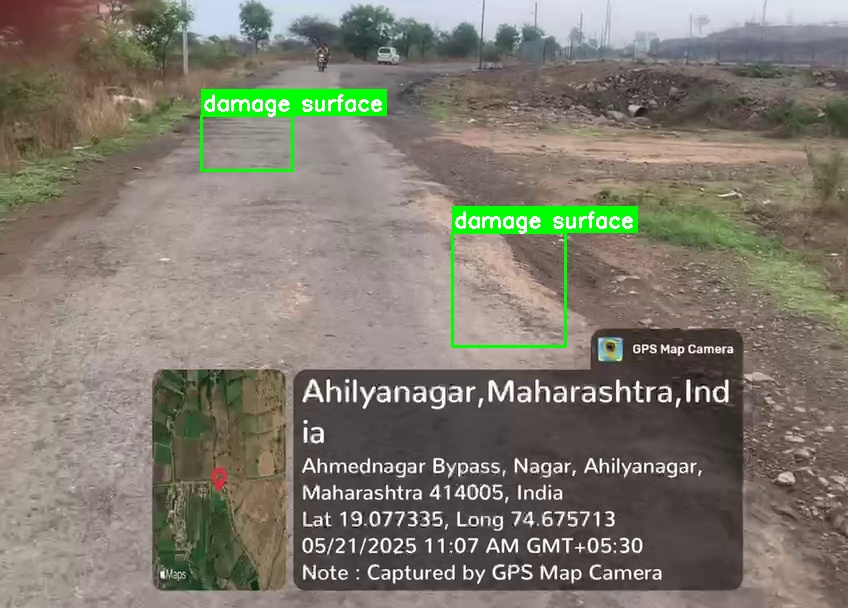 damage surface
damage surface
GPS Map Camera
Ahilyanagar,Maharashtra,Ind
ia
Ahmednagar Bypass, Nagar, Ahilyanagar,
Maharashtra 414005, India
Lat 19.077335, Long 74.675713
05/21/2025 11:07 AM GMT+05:30
Note : Captured by GPS Map Camera
Maps